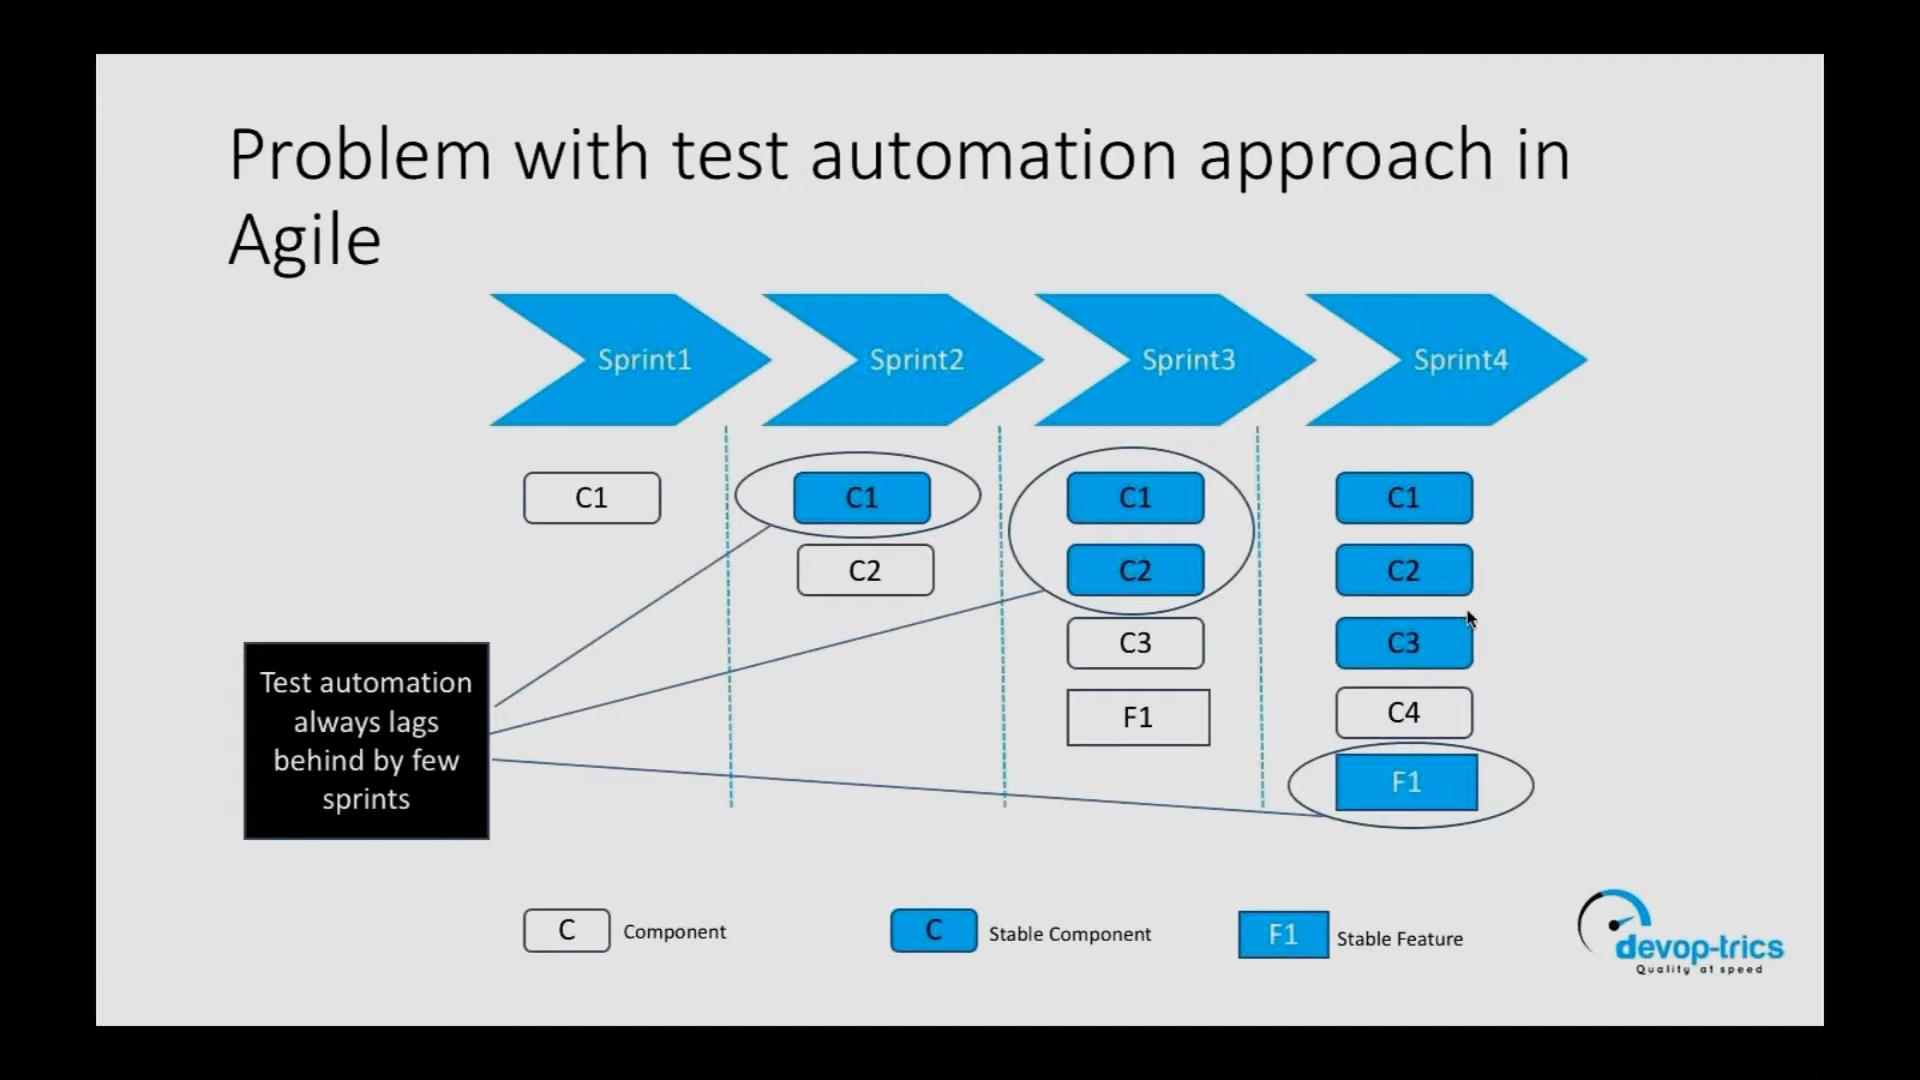 Problem with test automation approach in
Agile
Sprint1
Sprint2
Sprint3
Sprint4
C1
C1
C1
C1
C2
C2
C2
C3
C3
F1
C4
F1
Test automation
always lags
behind by few
sprints
C
Component
C
Stable Component
F1
Stable Feature
devop-trics
Quality at speed